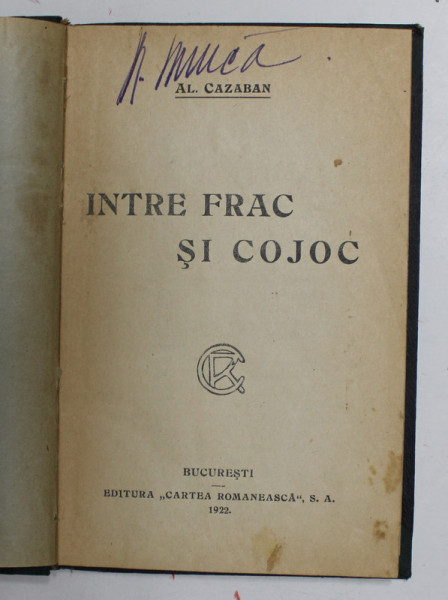 AL. CAZABAN
INTRE FRAC
ŞI COJOC
BUCUREŞTI
EDITURA „CARTEA ROMANEASCĂ“, S. A.
1922.